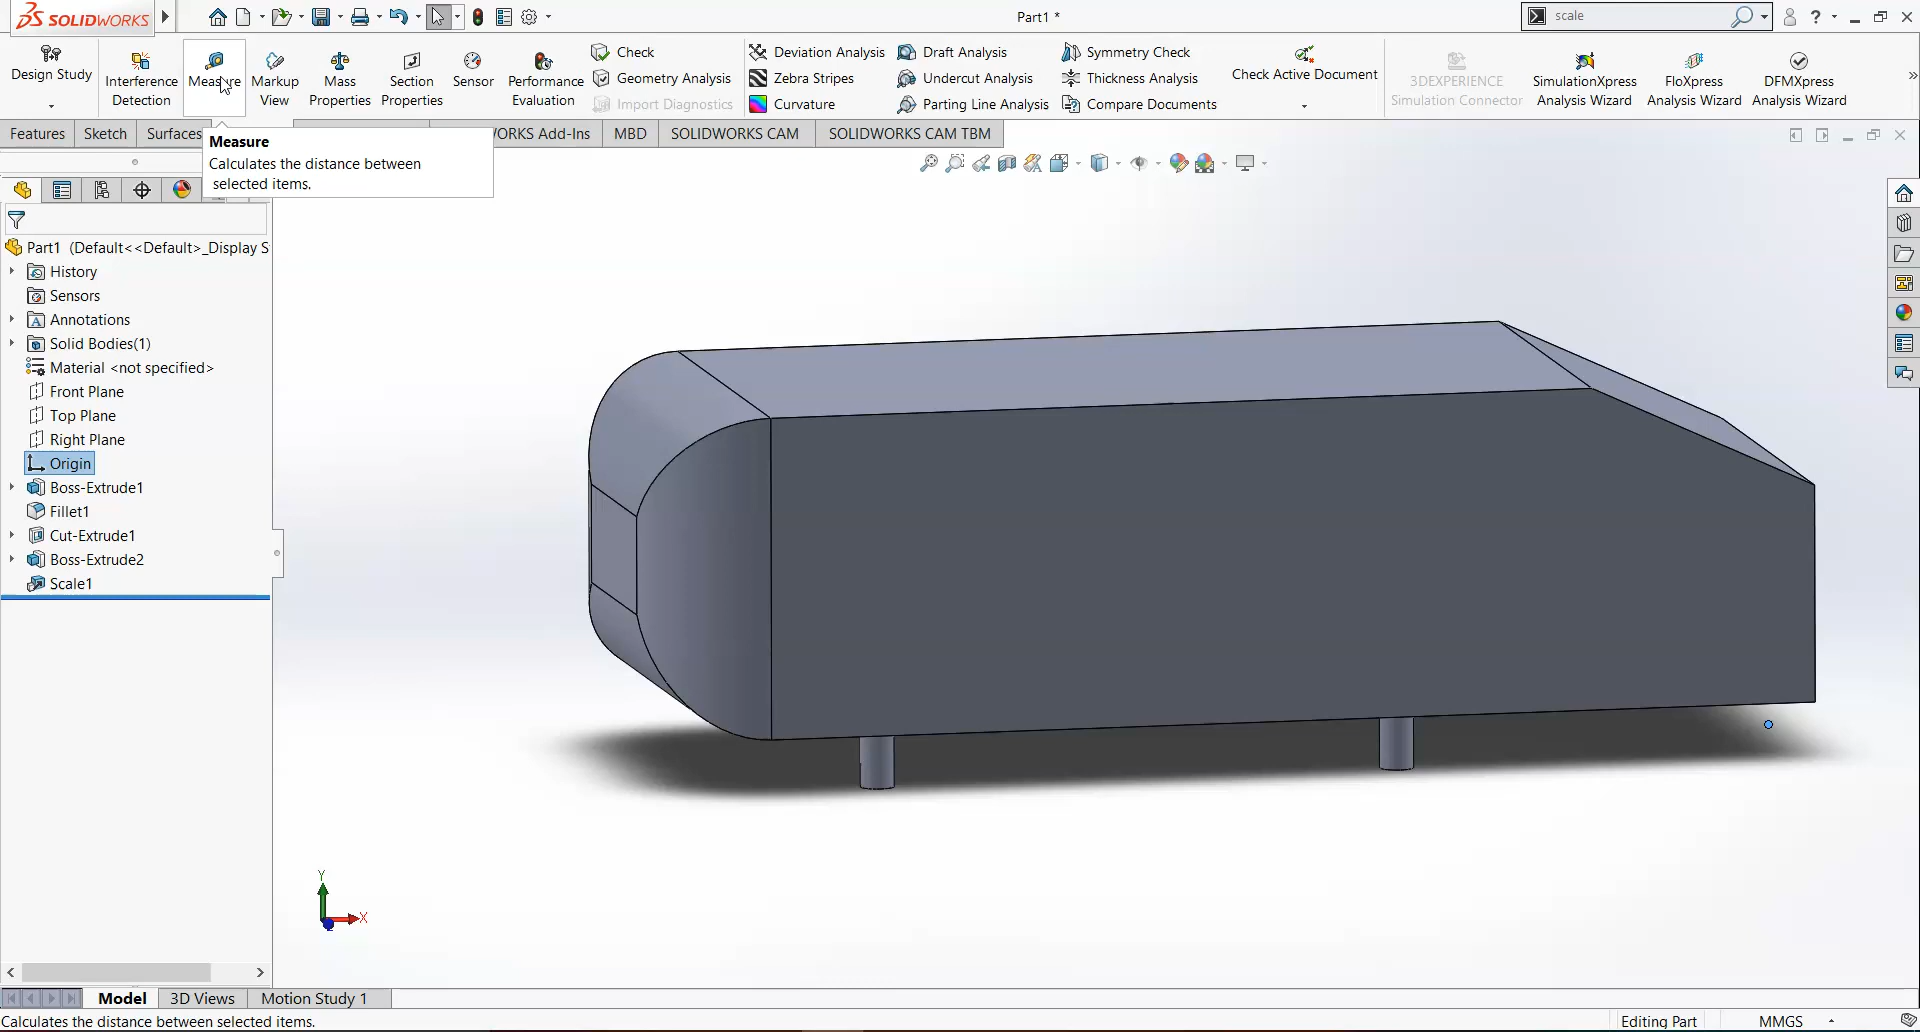 SOLIDWORKS
Part1 *
scale
Design Study
Interference
Detection
Measure
Markup
View
Mass
Properties
Section
Properties
Sensor
Performance
Evaluation
Check
Geometry Analysis
Import Diagnostics
Deviation Analysis
Zebra Stripes
Curvature
Draft Analysis
Undercut Analysis
Parting Line Analysis
Symmetry Check
Thickness Analysis
Compare Documents
Check Active Document
3DEXPERIENCE
Simulation Connector
SimulationXpress
Analysis Wizard
FloXpress
Analysis Wizard
DFMXpress
Analysis Wizard
Features
Sketch
Surfaces
WORKS Add-Ins
MBD
SOLIDWORKS CAM
SOLIDWORKS CAM TBM
Measure
Calculates the distance between
selected items.
Part1 (Default<<Default>_Display S
History
Sensors
Annotations
Solid Bodies(1)
Material <not specified>
Front Plane
Top Plane
Right Plane
Origin
Boss-Extrude1
Fillet1
Cut-Extrude1
Boss-Extrude2
Scale1
Y
X
Model
3D Views
Motion Study 1
Calculates the distance between selected items.
Editing Part
MMGS